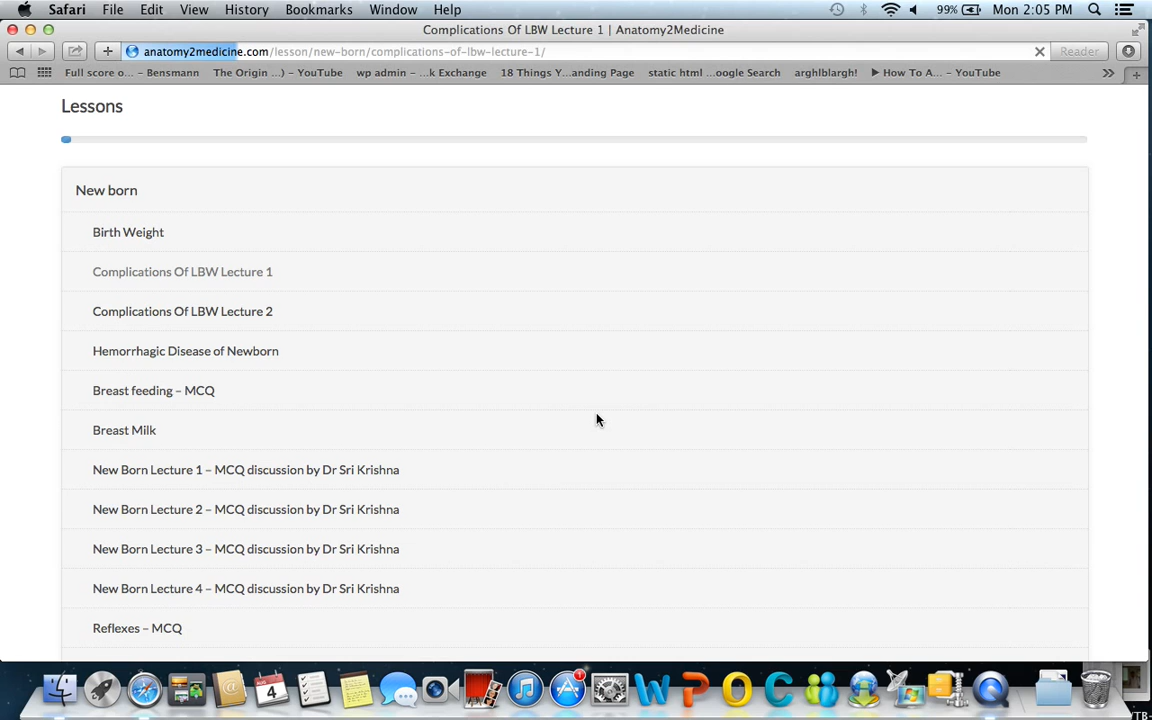 Safari File Edit View History Bookmarks Window Help 99% Mon 2:05 PM
Complications Of LBW Lecture 1 | Anatomy2Medicine
anatomy2medicine.com/lesson/new-born/complications-of-lbw-lecture-1/ Reader
Full score o... – Bensmann The Origin ...) – YouTube wp admin – ...k Exchange 18 Things Y...anding Page static html ...oogle Search arghlblargh! ▶ How To A... – YouTube
Lessons
New born
Birth Weight
Complications Of LBW Lecture 1
Complications Of LBW Lecture 2
Hemorrhagic Disease of Newborn
Breast feeding – MCQ
Breast Milk
New Born Lecture 1 – MCQ discussion by Dr Sri Krishna
New Born Lecture 2 – MCQ discussion by Dr Sri Krishna
New Born Lecture 3 – MCQ discussion by Dr Sri Krishna
New Born Lecture 4 – MCQ discussion by Dr Sri Krishna
Reflexes – MCQ
4
1